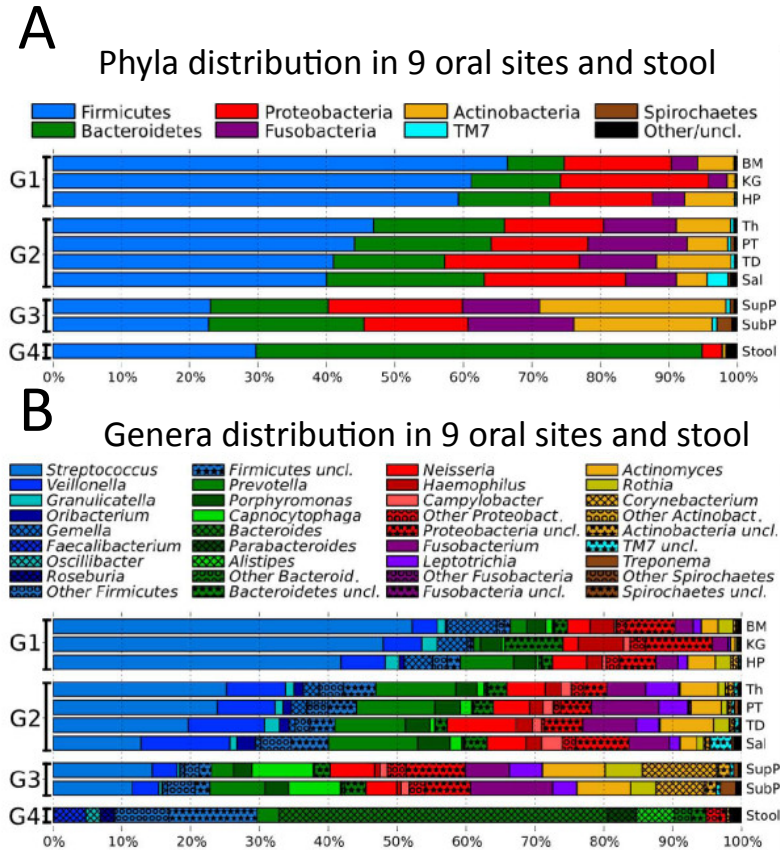 A
Phyla distribution in 9 oral sites and stool
Firmicutes Proteobacteria Actinobacteria Spirochaetes
Bacteroidetes Fusobacteria TM7 Other/uncl.
G1 BM
KG
HP
G2 Th
PT
TD
Sal
G3 SupP
SubP
G4 Stool
0% 10% 20% 30% 40% 50% 60% 70% 80% 90% 100%
B
Genera distribution in 9 oral sites and stool
Streptococcus Firmicutes uncl. Neisseria Actinomyces
Veillonella Prevotella Haemophilus Rothia
Granulicatella Porphyromonas Campylobacter Corynebacterium
Oribacterium Capnocytophaga Other Proteobact. Other Actinobact.
Gemella Bacteroides Proteobacteria uncl. Actinobacteria uncl.
Faecalibacterium Parabacteroides Fusobacterium TM7 uncl.
Oscillibacter Alistipes Leptotrichia Treponema
Roseburia Other Bacteroid. Other Fusobacteria Other Spirochaetes
Other Firmicutes Bacteroidetes uncl. Fusobacteria uncl. Spirochaetes uncl.
G1 BM
KG
HP
G2 Th
PT
TD
Sal
G3 SupP
SubP
G4 Stool
0% 10% 20% 30% 40% 50% 60% 70% 80% 90% 100%